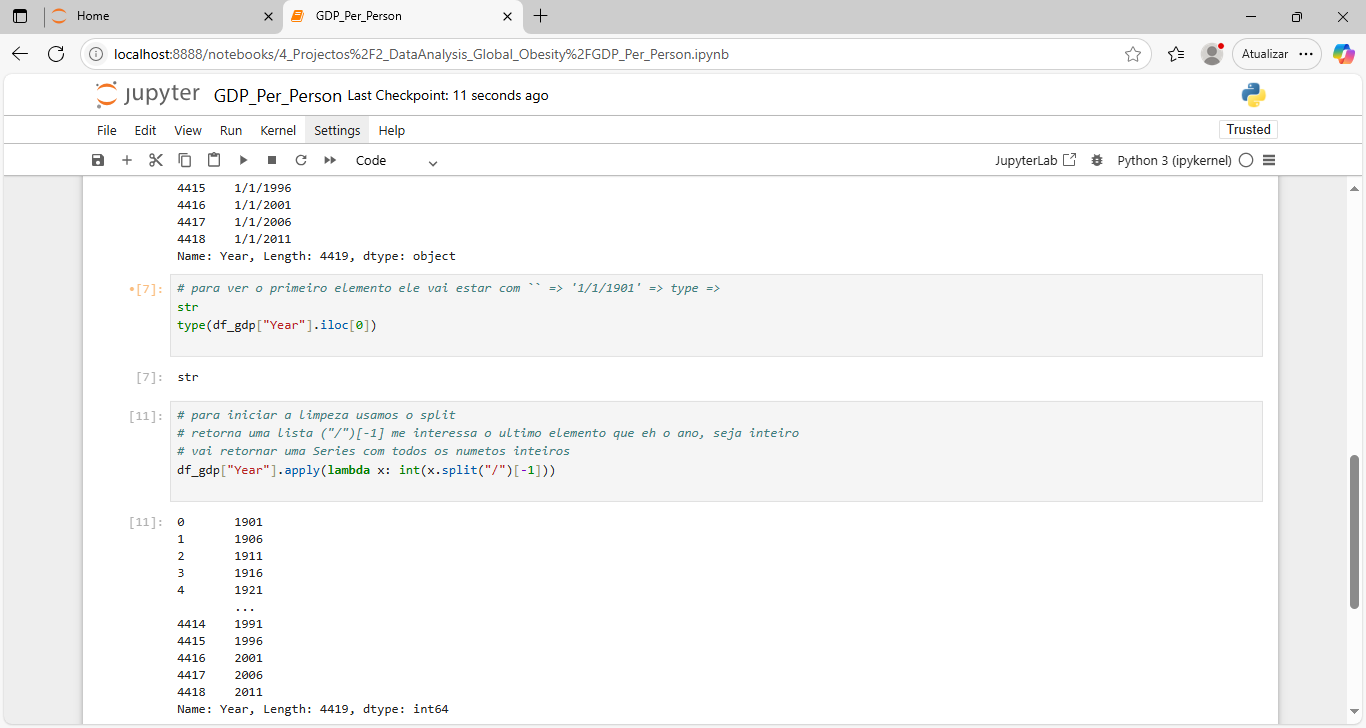 Home
GDP_Per_Person
localhost:8888/notebooks/4_Projectos%2F2_DataAnalysis_Global_Obesity%2FGDP_Per_Person.ipynb
Atualizar
jupyter GDP_Per_Person Last Checkpoint: 11 seconds ago
File Edit View Run Kernel Settings Help
Trusted
Code
JupyterLab
Python 3 (ipykernel)
4415 1/1/1996
4416 1/1/2001
4417 1/1/2006
4418 1/1/2011
Name: Year, Length: 4419, dtype: object
[7]: # para ver o primeiro elemento ele vai estar com `` => '1/1/1901' => type =>
str
type(df_gdp["Year"].iloc[0])
[7]: str
[11]: # para iniciar a limpeza usamos o split
# retorna uma lista ("/")[-1] me interessa o ultimo elemento que eh o ano, seja inteiro
# vai retornar uma Series com todos os numetos inteiros
df_gdp["Year"].apply(lambda x: int(x.split("/")[-1]))
[11]: 0 1901
1 1906
2 1911
3 1916
4 1921
...
4414 1991
4415 1996
4416 2001
4417 2006
4418 2011
Name: Year, Length: 4419, dtype: int64